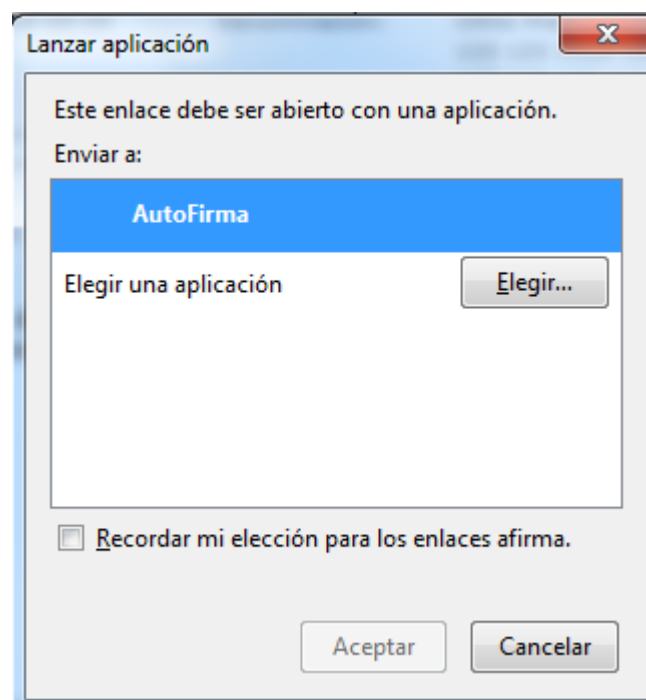 Lanzar aplicación
Este enlace debe ser abierto con una aplicación.
Enviar a:
AutoFirma
Elegir una aplicación
Elegir...
Recordar mi elección para los enlaces afirma.
Aceptar
Cancelar